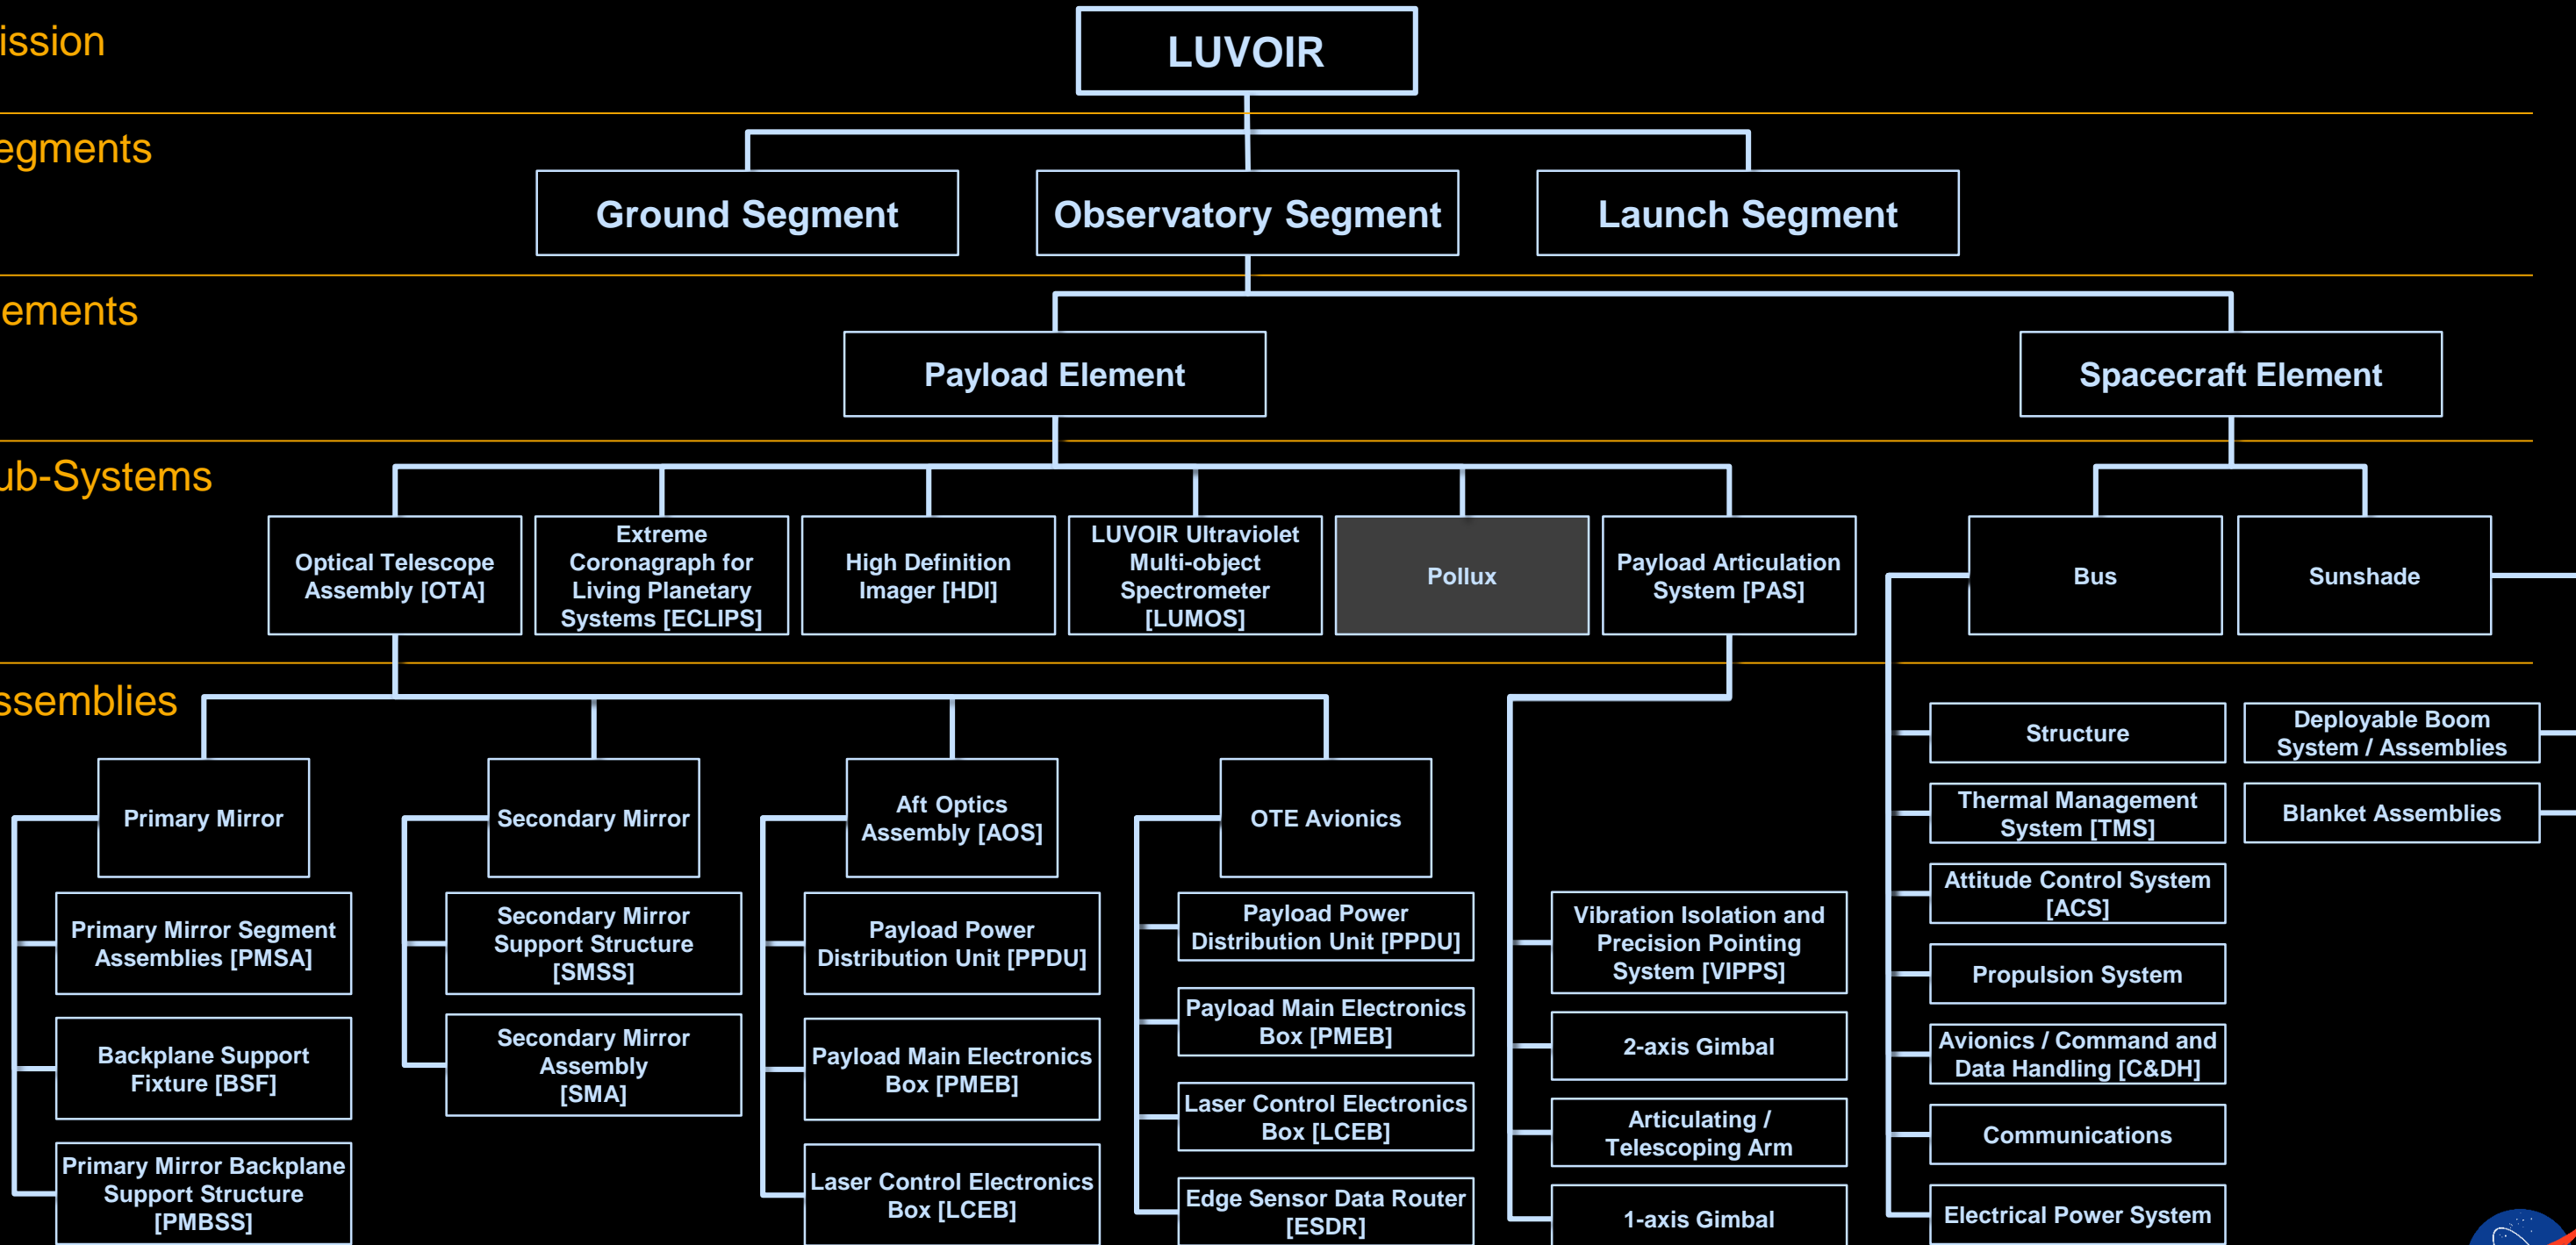 ission
LUVOIR
egments
Ground Segment
Observatory Segment
Launch Segment
ements
Payload Element
Spacecraft Element
ub-Systems
Optical Telescope
Assembly [OTA]
Extreme
Coronagraph for
Living Planetary
Systems [ECLIPS]
High Definition
Imager [HDI]
LUVOIR Ultraviolet
Multi-object
Spectrometer
[LUMOS]
Pollux
Payload Articulation
System [PAS]
Bus
Sunshade
ssemblies
Primary Mirror
Primary Mirror Segment
Assemblies [PMSA]
Backplane Support
Fixture [BSF]
Primary Mirror Backplane
Support Structure
[PMBSS]
Secondary Mirror
Secondary Mirror
Support Structure
[SMSS]
Secondary Mirror
Assembly
[SMA]
Aft Optics
Assembly [AOS]
Payload Power
Distribution Unit [PPDU]
Payload Main Electronics
Box [PMEB]
Laser Control Electronics
Box [LCEB]
OTE Avionics
Payload Power
Distribution Unit [PPDU]
Payload Main Electronics
Box [PMEB]
Laser Control Electronics
Box [LCEB]
Edge Sensor Data Router
[ESDR]
Vibration Isolation and
Precision Pointing
System [VIPPS]
2-axis Gimbal
Articulating /
Telescoping Arm
1-axis Gimbal
Structure
Thermal Management
System [TMS]
Attitude Control System
[ACS]
Propulsion System
Avionics / Command and
Data Handling [C&DH]
Communications
Electrical Power System
Deployable Boom
System / Assemblies
Blanket Assemblies